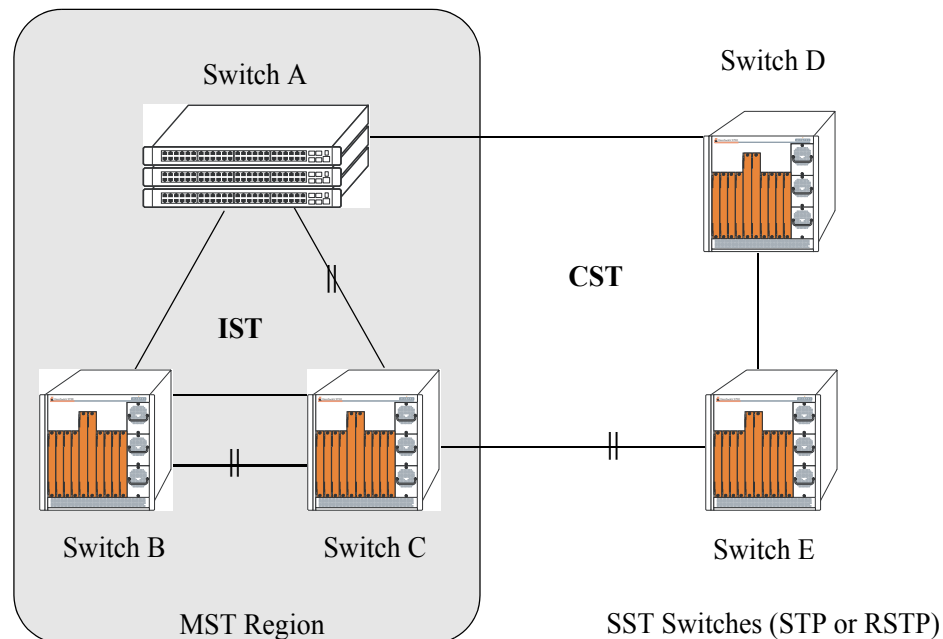 Switch A
Switch D
CST
IST
Switch B
Switch C
Switch E
MST Region
SST Switches (STP or RSTP)